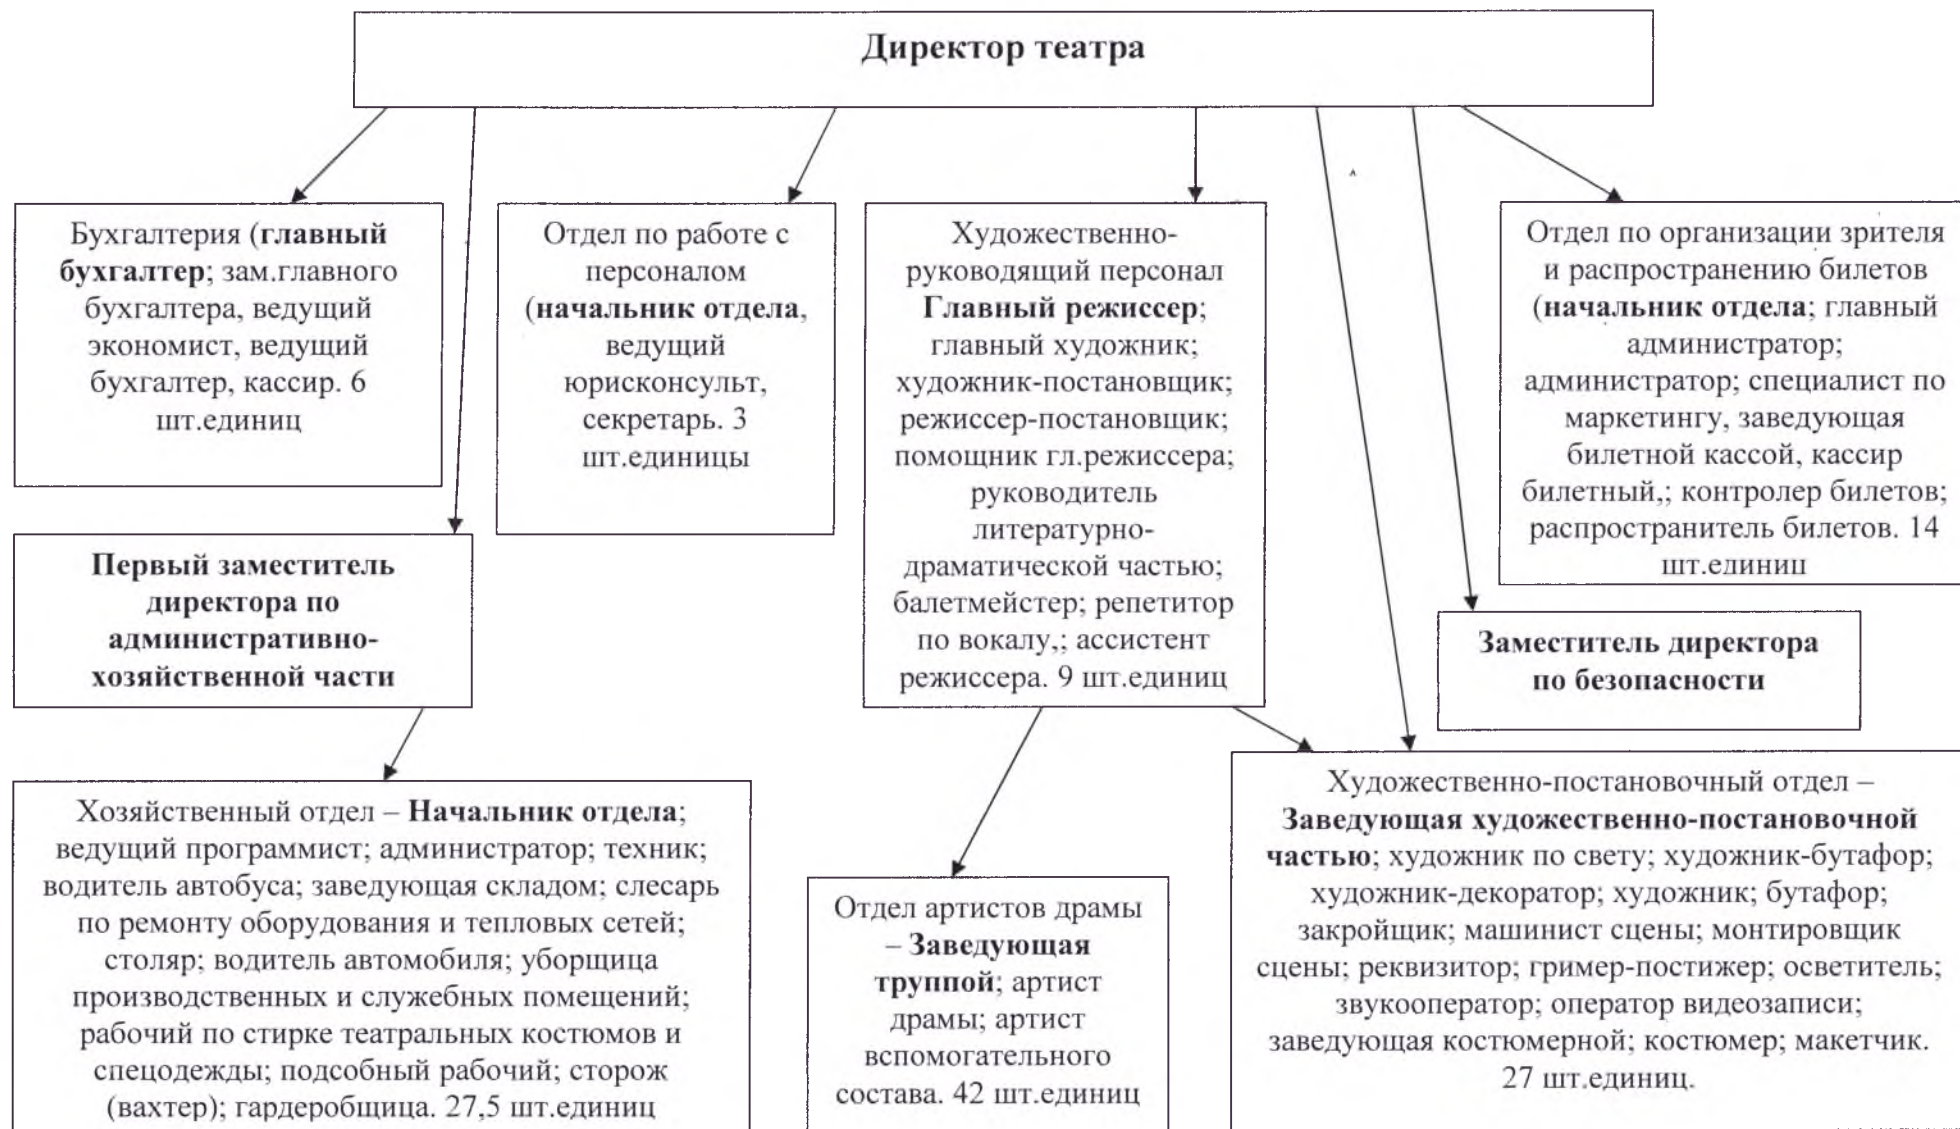 Директор театра
Бухгалтерия (главный
бухгалтер; зам.главного
бухгалтера, ведущий
экономист, ведущий
бухгалтер, кассир. 6
шт.единиц
Отдел по работе с
персоналом
(начальник отдела,
ведущий
юрисконсульт,
секретарь. 3
шт.единицы
Художественно-
руководящий персонал
Главный режиссер;
главный художник;
художник-постановщик;
режиссер-постановщик;
помощник гл.режиссера;
руководитель
литературно-
драматической частью;
балетмейстер; репетитор
по вокалу,; ассистент
режиссера. 9 шт.единиц
Отдел по организации зрителя
и распространению билетов
(начальник отдела; главный
администратор;
администратор; специалист по
маркетингу, заведующая
билетной кассой, кассир
билетный,; контролер билетов;
распространитель билетов. 14
шт.единиц
Первый заместитель
директора по
административно-
хозяйственной части
Заместитель директора
по безопасности
Хозяйственный отдел – Начальник отдела;
ведущий программист; администратор; техник;
водитель автобуса; заведующая складом; слесарь
по ремонту оборудования и тепловых сетей;
столяр; водитель автомобиля; уборщица
производственных и служебных помещений;
рабочий по стирке театральных костюмов и
спецодежды; подсобный рабочий; сторож
(вахтер); гардеробщица. 27,5 шт.единиц
Отдел артистов драмы
– Заведующая
труппой; артист
драмы; артист
вспомогательного
состава. 42 шт.единиц
Художественно-постановочный отдел –
Заведующая художественно-постановочной
частью; художник по свету; художник-бутафор;
художник-декоратор; художник; бутафор;
закройщик; машинист сцены; монтировщик
сцены; реквизитор; гример-постижер; осветитель;
звукооператор; оператор видеозаписи;
заведующая костюмерной; костюмер; макетчик.
27 шт.единиц.